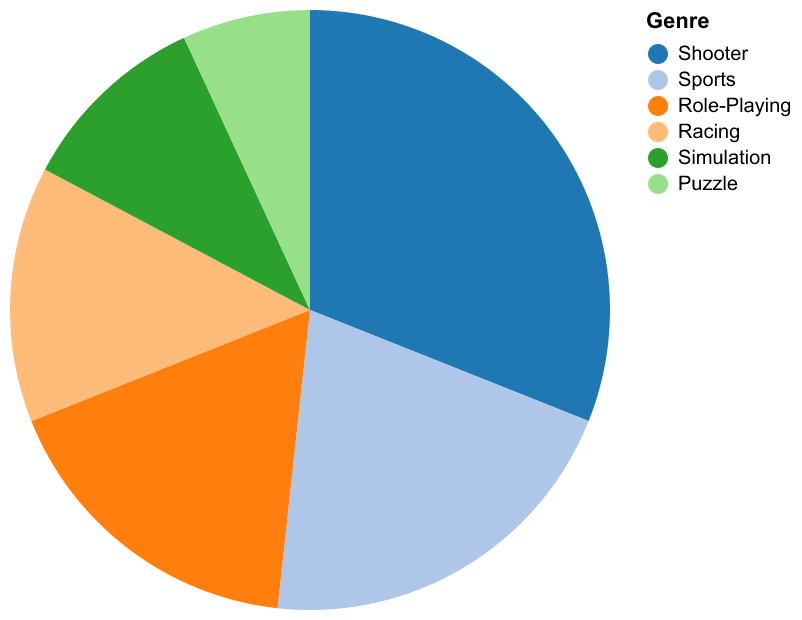 Genre
Shooter
Sports
Role-Playing
Racing
Simulation
Puzzle